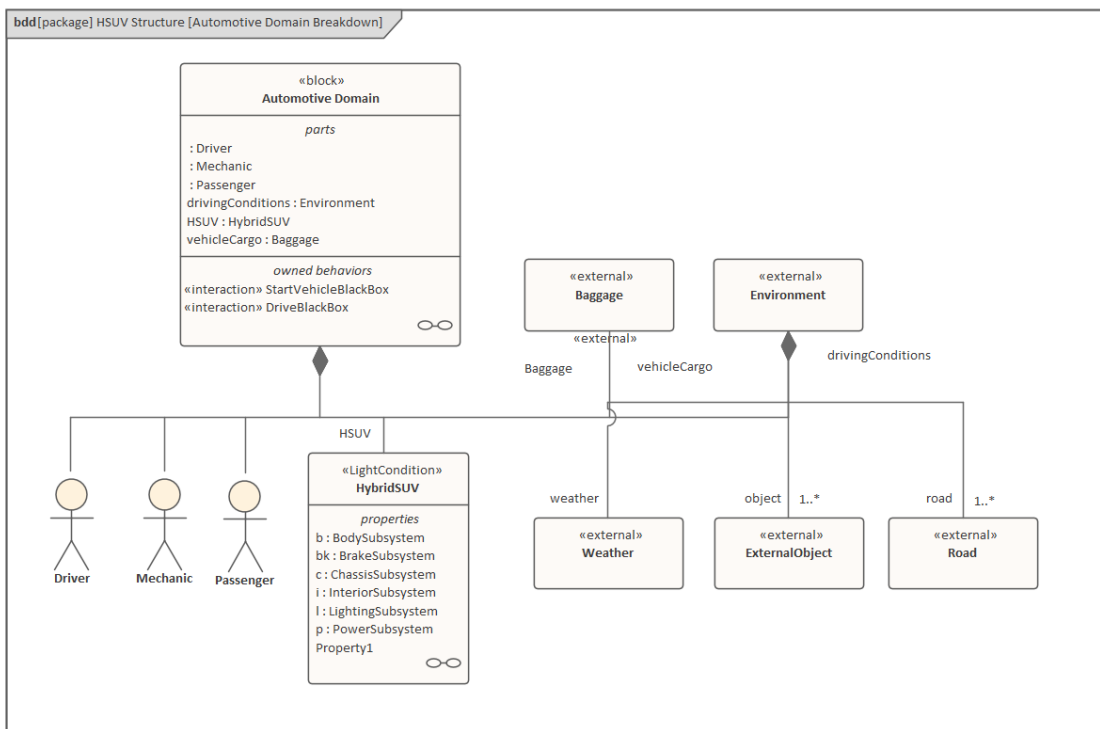 bdd[package] HSUV Structure [Automotive Domain Breakdown]
«block»
Automotive Domain
parts
: Driver
: Mechanic
: Passenger
drivingConditions : Environment
HSUV : HybridSUV
vehicleCargo : Baggage
owned behaviors
«interaction» StartVehicleBlackBox
«interaction» DriveBlackBox
«external»
Baggage
«external»
Environment
«external»
Baggage
vehicleCargo
drivingConditions
HSUV
Driver
Mechanic
Passenger
«LightCondition»
HybridSUV
properties
b : BodySubsystem
bk : BrakeSubsystem
c : ChassisSubsystem
i : InteriorSubsystem
l : LightingSubsystem
p : PowerSubsystem
Property1
weather
object
1..*
road
1..*
«external»
Weather
«external»
ExternalObject
«external»
Road